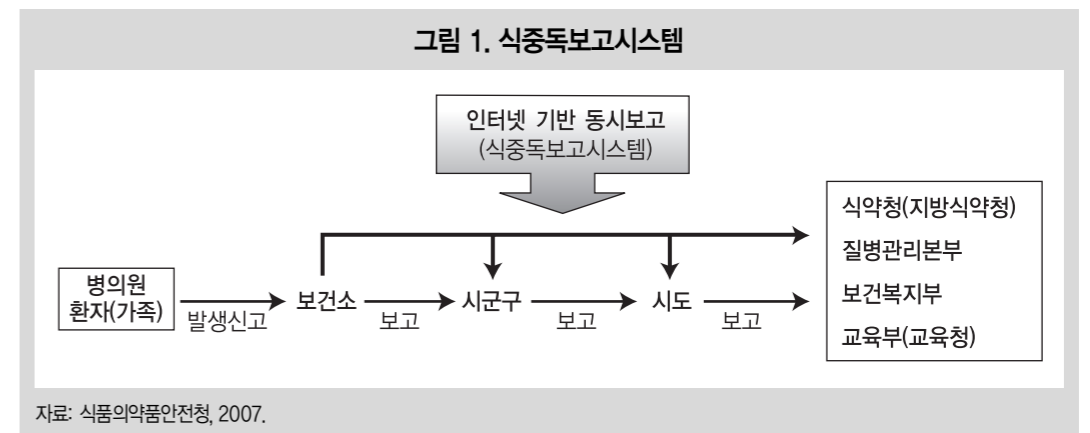 그림 1. 식중독보고시스템
인터넷 기반 동시보고
(식중독보고시스템)
병의원
환자(가족)
발생신고
보건소
보고
시군구
보고
시도
보고
식약청(지방식약청)
질병관리본부
보건복지부
교육부(교육청)
자료: 식품의약품안전청, 2007.